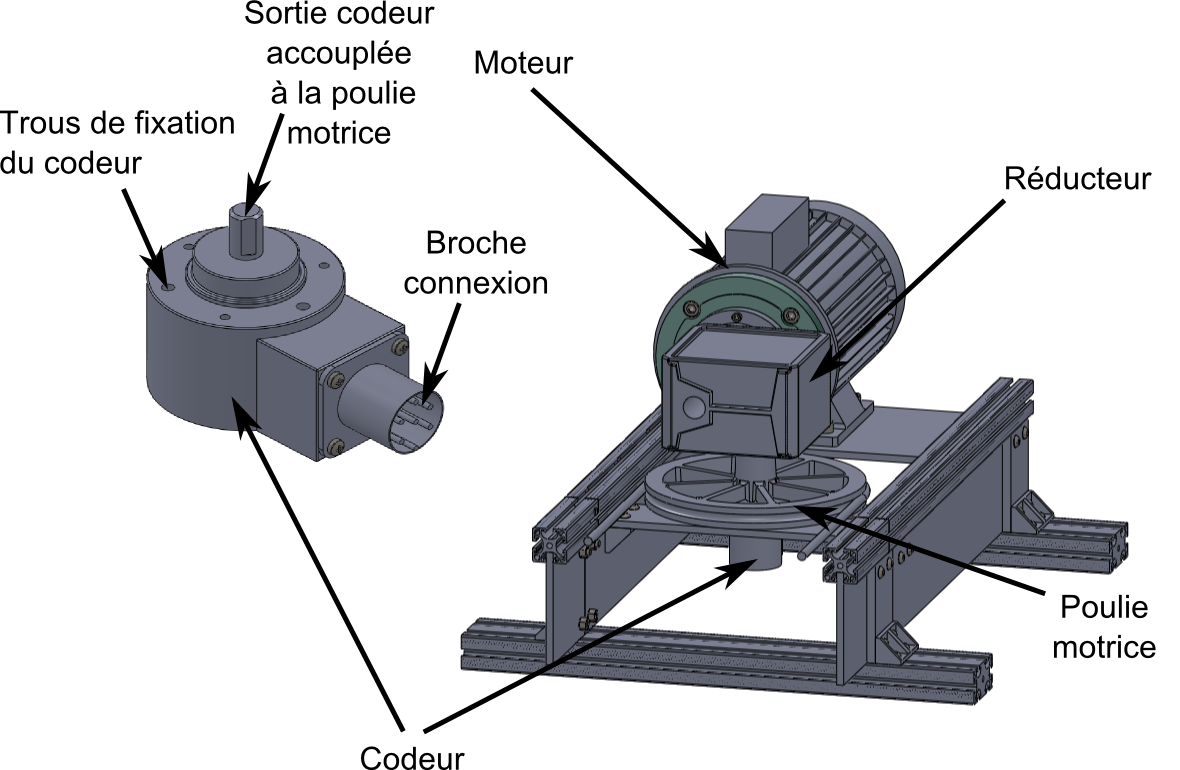 Sortie codeur
accouplée
à la poulie
motrice
Moteur
Trous de fixation
du codeur
Réducteur
Broche
connexion
Poulie
motrice
Codeur